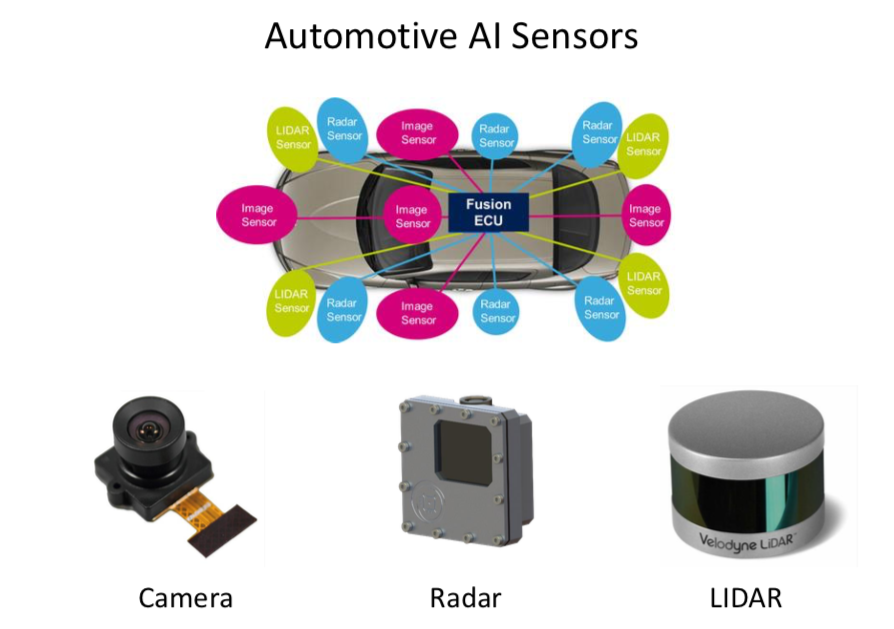 Automotive AI Sensors
LIDAR
Sensor
Radar
Sensor
Image
Sensor
Radar
Sensor
Radar
Sensor
LIDAR
Sensor
Image
Sensor
Image
Sensor
Fusion
ECU
Image
Sensor
LIDAR
Sensor
Radar
Sensor
Image
Sensor
Radar
Sensor
Radar
Sensor
LIDAR
Sensor
Velodyne LiDAR
Camera
Radar
LIDAR